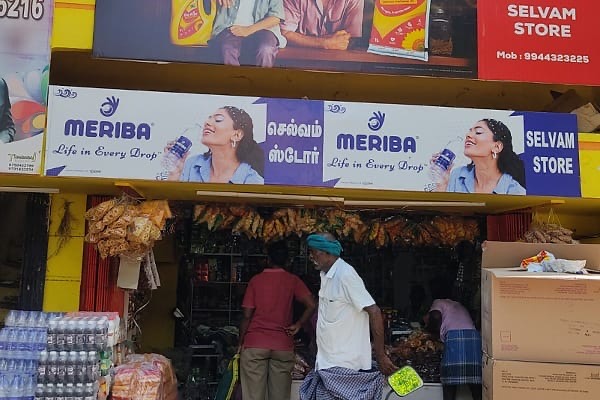 5216
SELVAM
STORE
Mob : 9944323225
MERIBA
Life in Every Drop
செல்வம்
ஸ்டோர்
MERIBA
Life in Every Drop
SELVAM
STORE